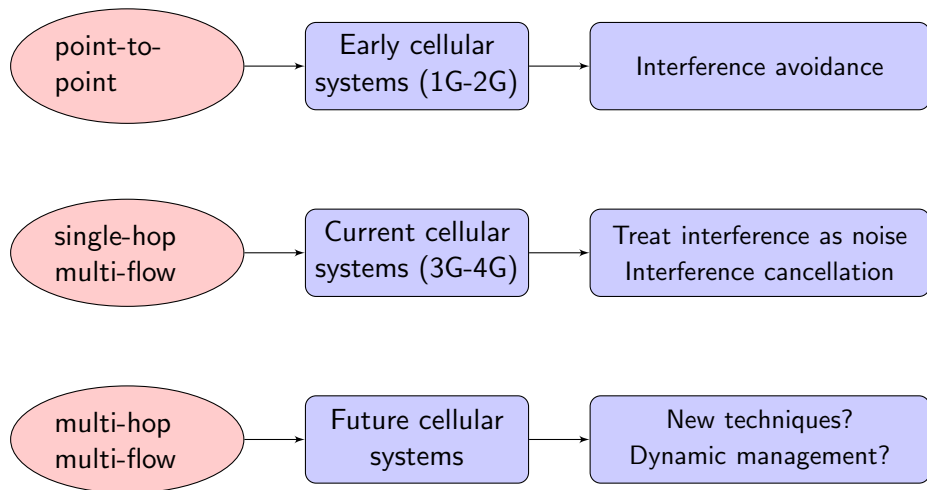 point-to-
point
Early cellular
systems (1G-2G)
Interference avoidance
single-hop
multi-flow
Current cellular
systems (3G-4G)
Treat interference as noise
Interference cancellation
multi-hop
multi-flow
Future cellular
systems
New techniques?
Dynamic management?